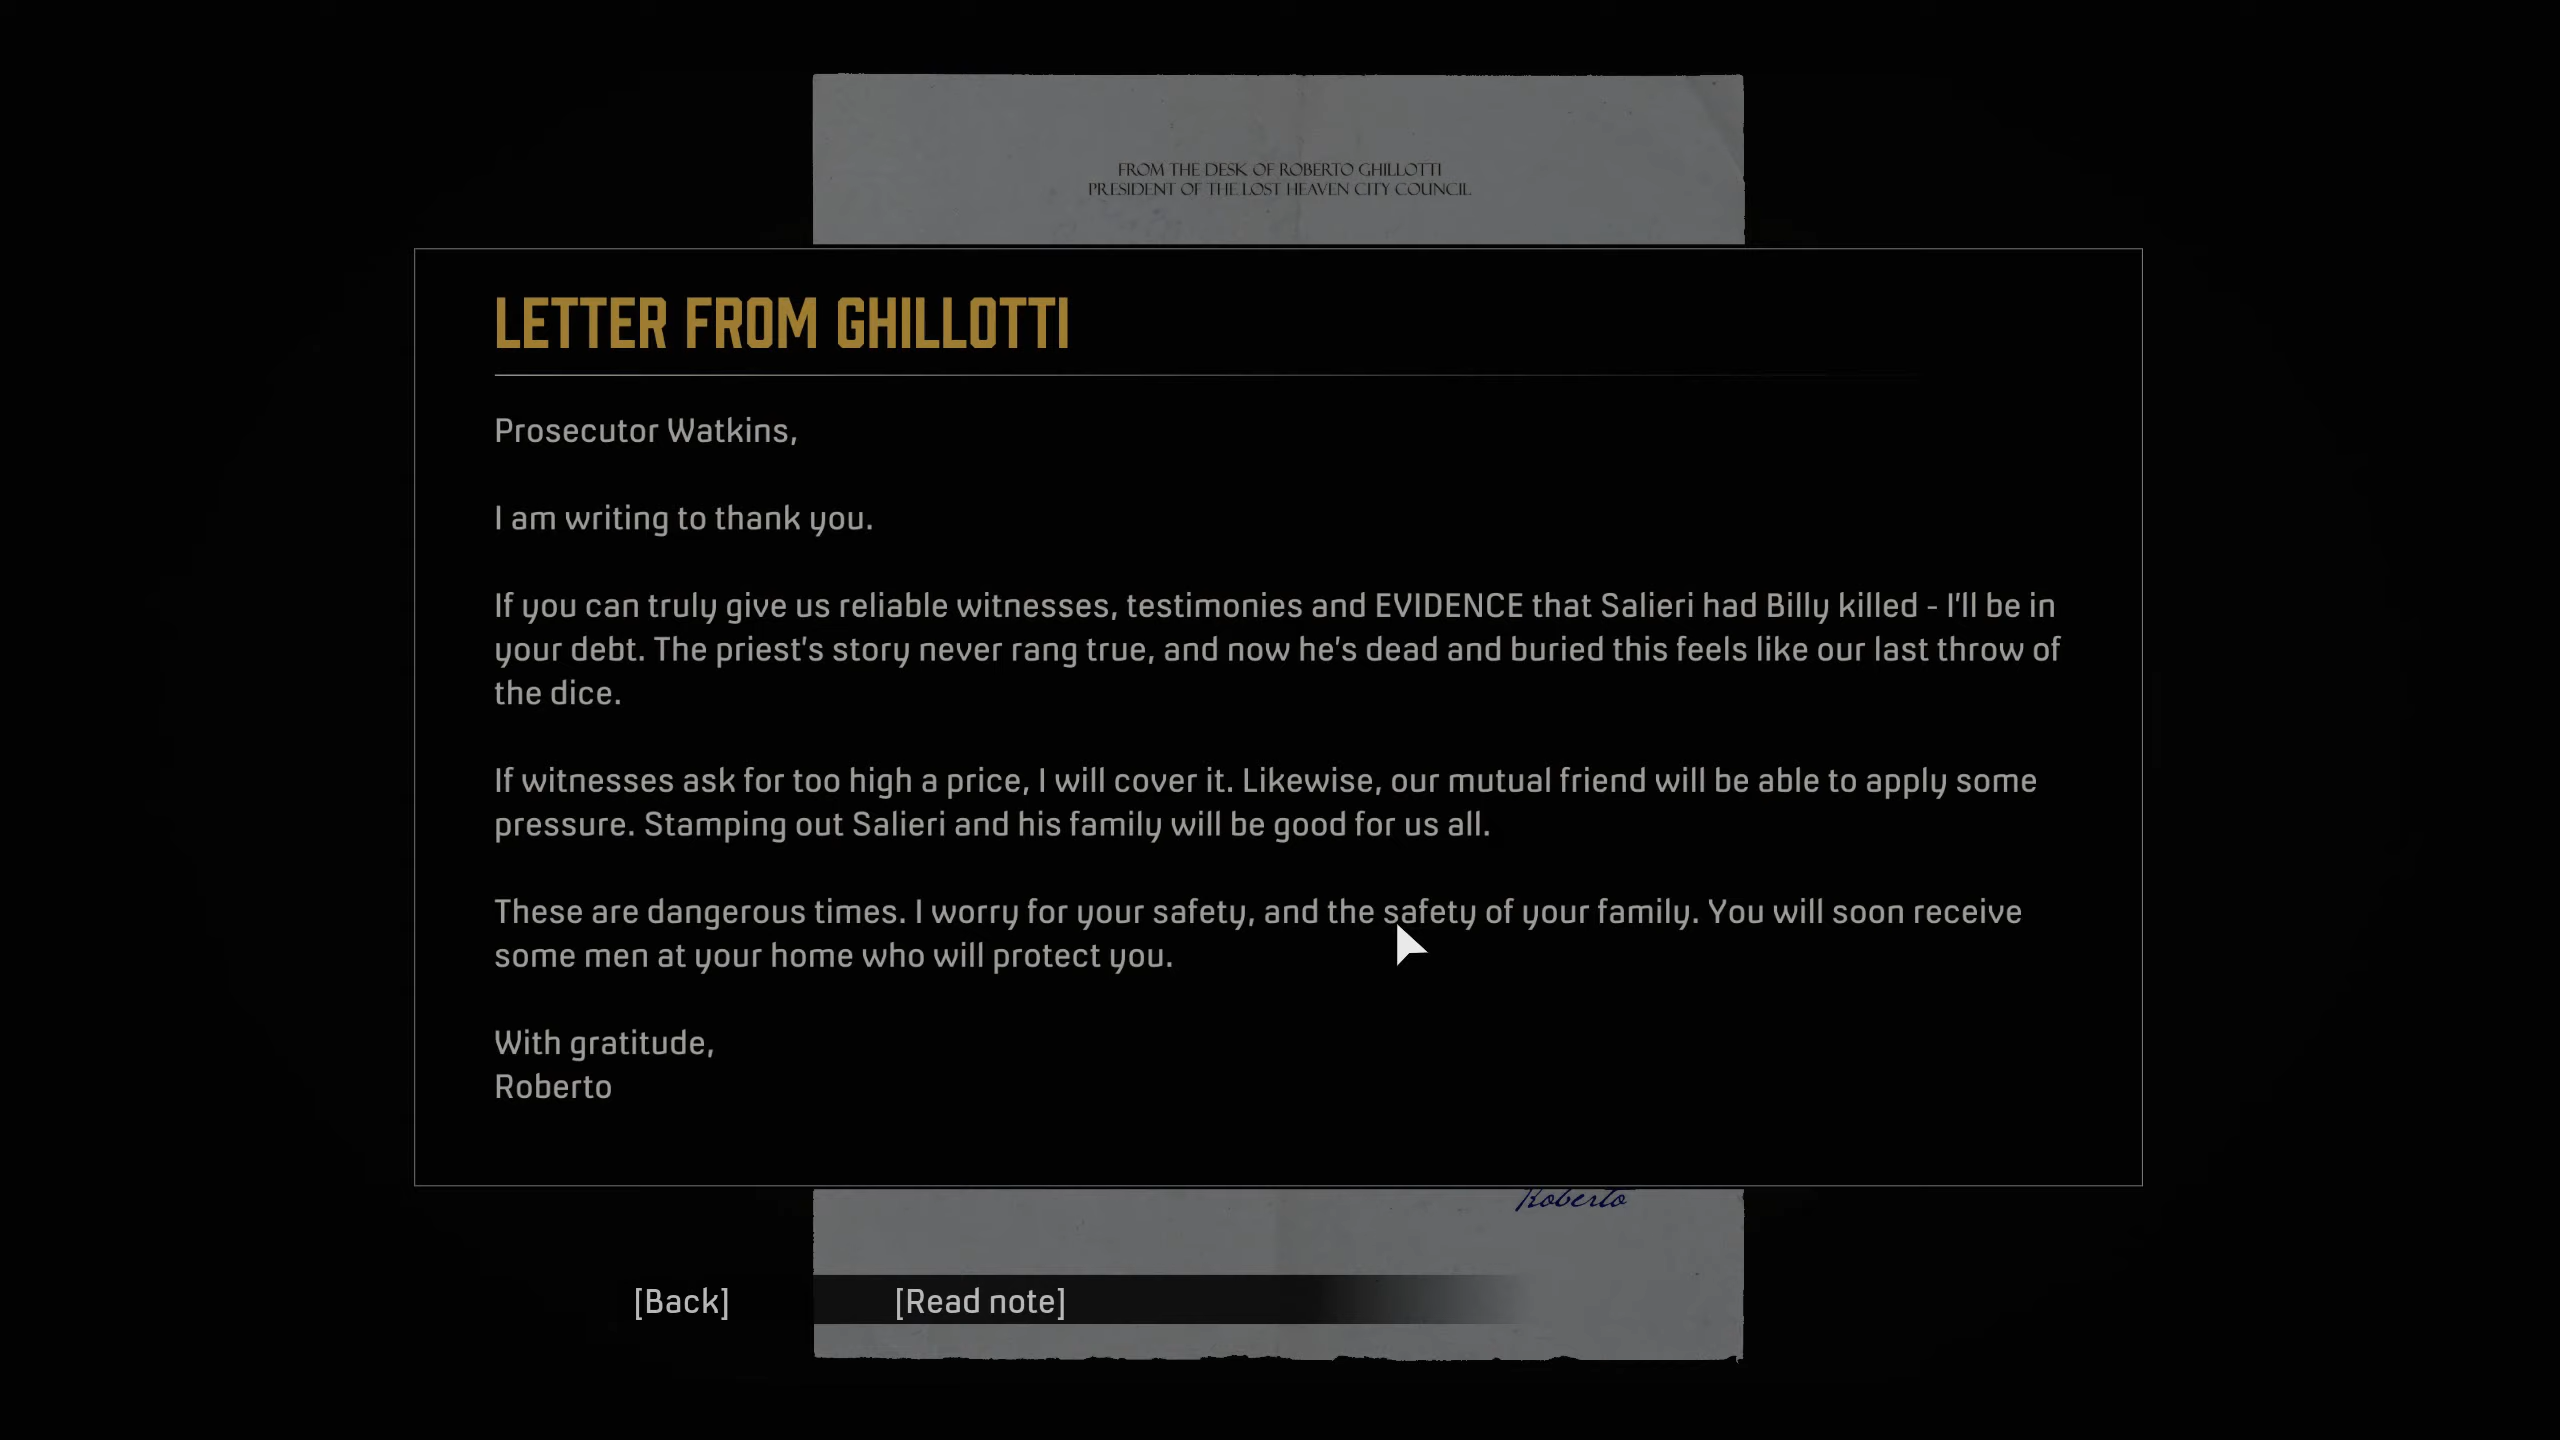 FROM THE DESK OF ROBERTO GHILLOTTI
PRESIDENT OF THE LOST HEAVEN CITY COUNCIL
LETTER FROM GHILLOTTI
Prosecutor Watkins,
I am writing to thank you.
If you can truly give us reliable witnesses, testimonies and EVIDENCE that Salieri had Billy killed - I'll be in
your debt. The priest's story never rang true, and now he's dead and buried this feels like our last throw of
the dice.
If witnesses ask for too high a price, I will cover it. Likewise, our mutual friend will be able to apply some
pressure. Stamping out Salieri and his family will be good for us all.
These are dangerous times. I worry for your safety, and the safety of your family. You will soon receive
some men at your home who will protect you.
With gratitude,
Roberto
Roberto
[Back]
[Read note]